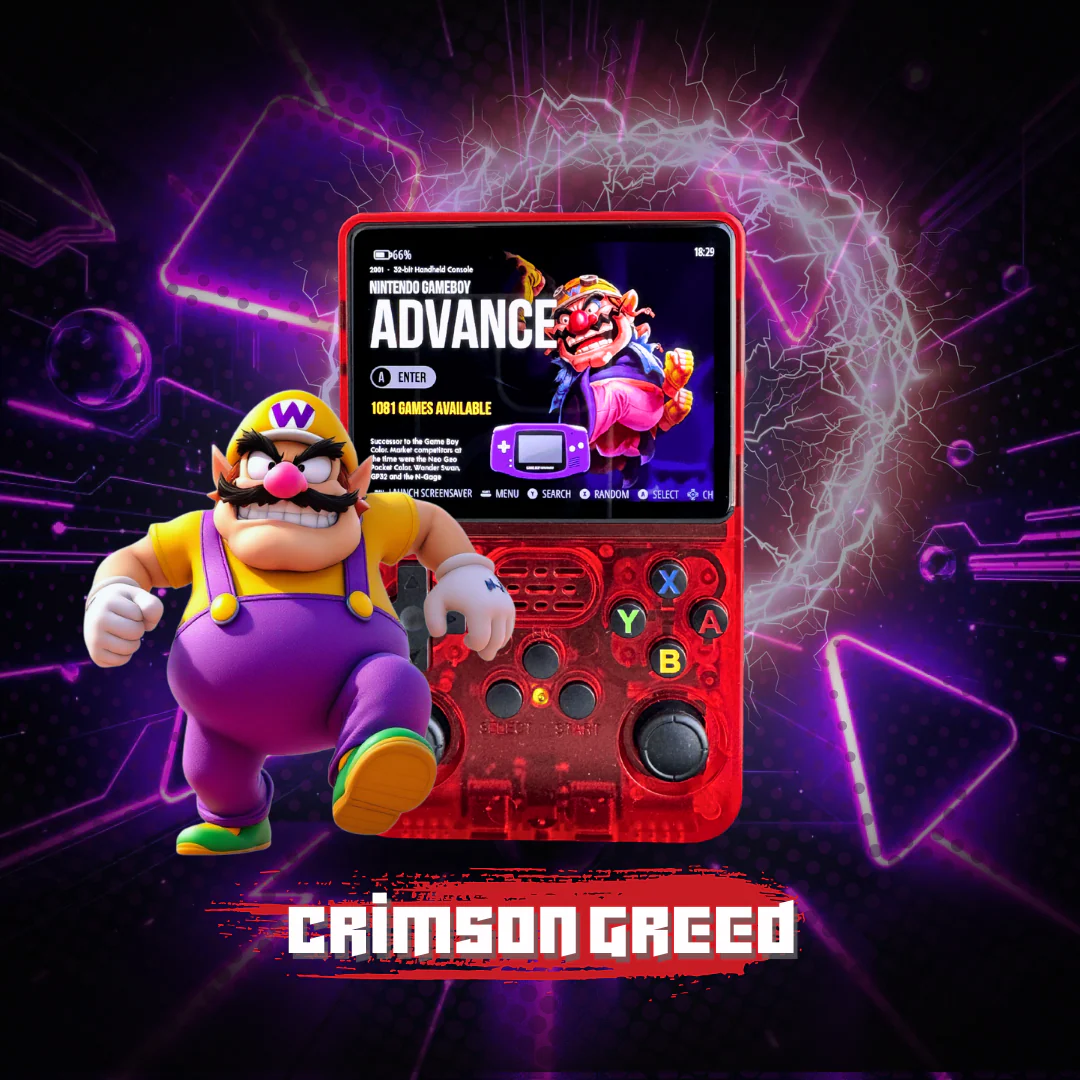 66%
18:29
2001 - 32-bit Handheld Console
NINTENDO GAMEBOY
ADVANCE
A ENTER
1081 GAMES AVAILABLE
Successor to the Game Boy
Color. Market competitors at
the time were the Neo Geo
Pocket Color, Wonder Swan,
GP32 and the N-Gage
LAUNCH SCREENSAVER MENU Y SEARCH X RANDOM A SELECT CH
W
X
Y A
B
SELECT START
CRIMSON GREED